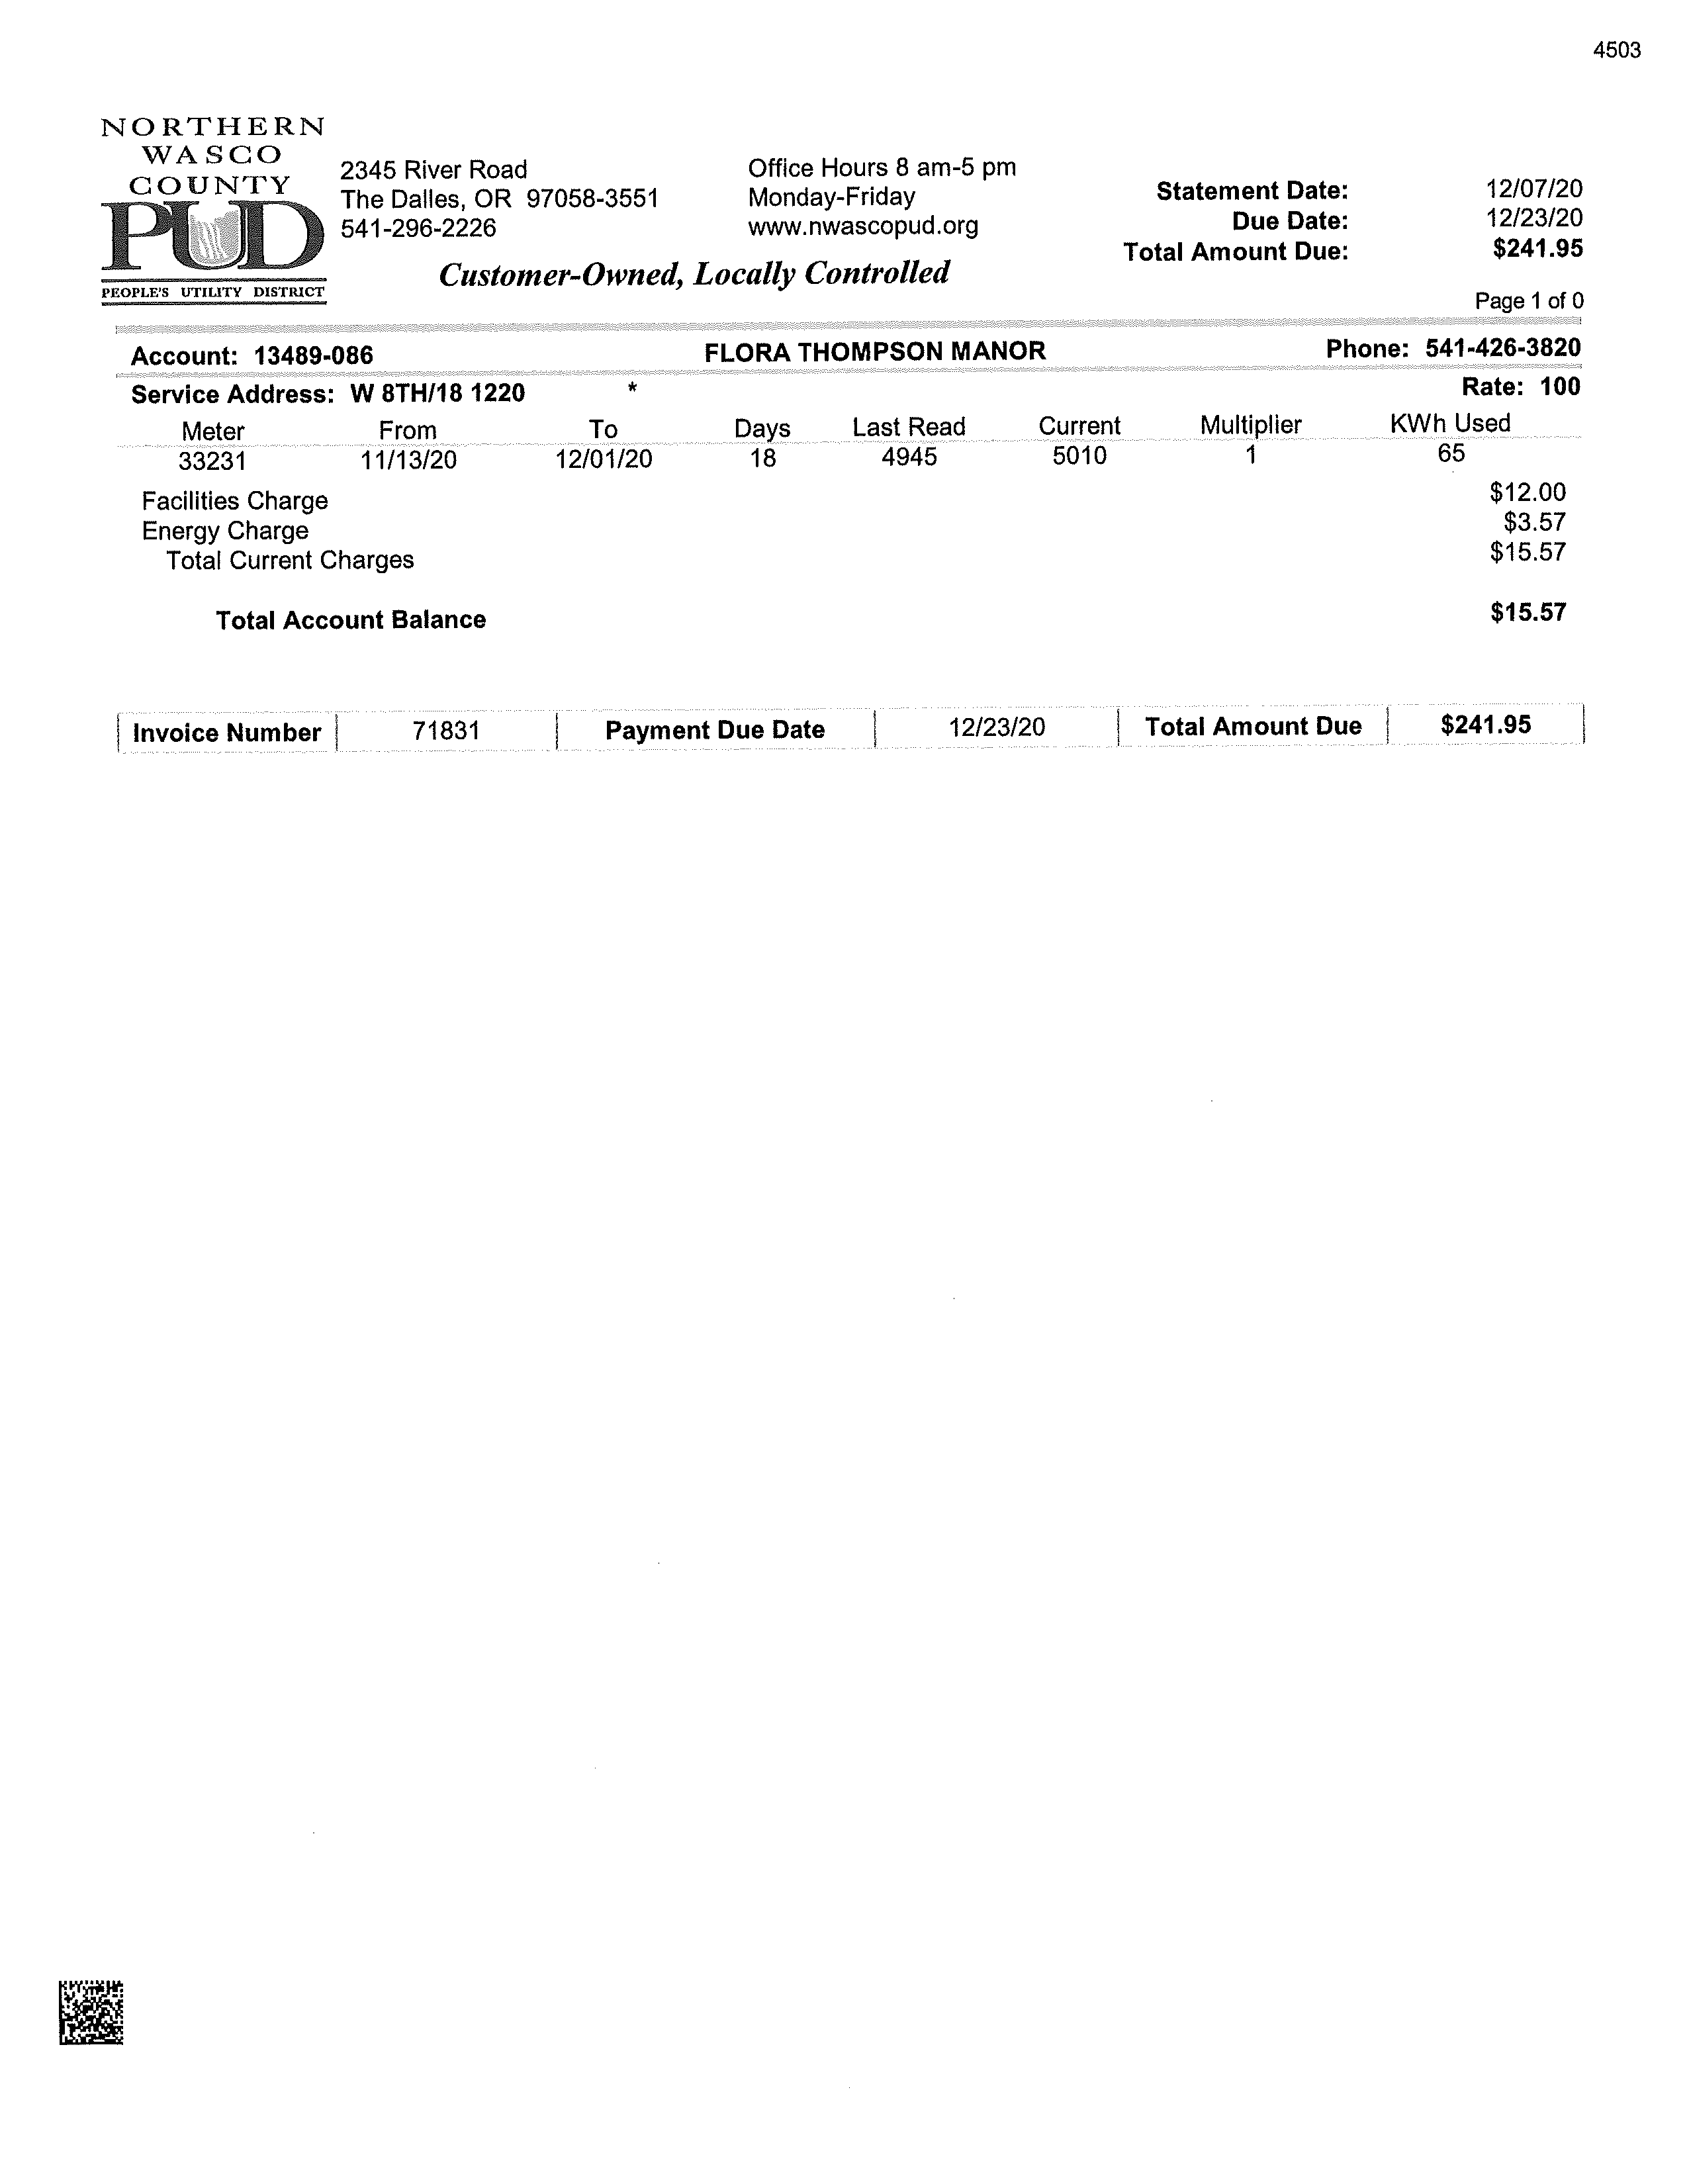 4503
NORTHERN
WASCO
COUNTY
PUD
PEOPLE'S UTILITY DISTRICT
2345 River Road
The Dalles, OR 97058-3551
541-296-2226
Office Hours 8 am-5 pm
Monday-Friday
www.nwascopud.org
Customer-Owned, Locally Controlled
Statement Date: 12/07/20
Due Date: 12/23/20
Total Amount Due: $241.95
Page 1 of 0
Account: 13489-086 FLORA THOMPSON MANOR Phone: 541-426-3820
Service Address: W 8TH/18 1220 * Rate: 100
Meter From To Days Last Read Current Multiplier KWh Used
33231 11/13/20 12/01/20 18 4945 5010 1 65
Facilities Charge $12.00
Energy Charge $3.57
Total Current Charges $15.57
Total Account Balance $15.57
Invoice Number 71831 Payment Due Date 12/23/20 Total Amount Due $241.95